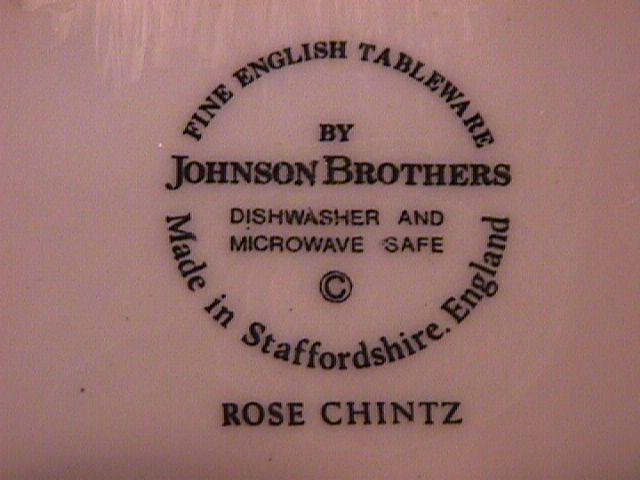 FINE ENGLISH TABLEWARE
BY
JOHNSON BROTHERS
DISHWASHER AND
MICROWAVE SAFE
©
Made in Staffordshire. England
ROSE CHINTZ